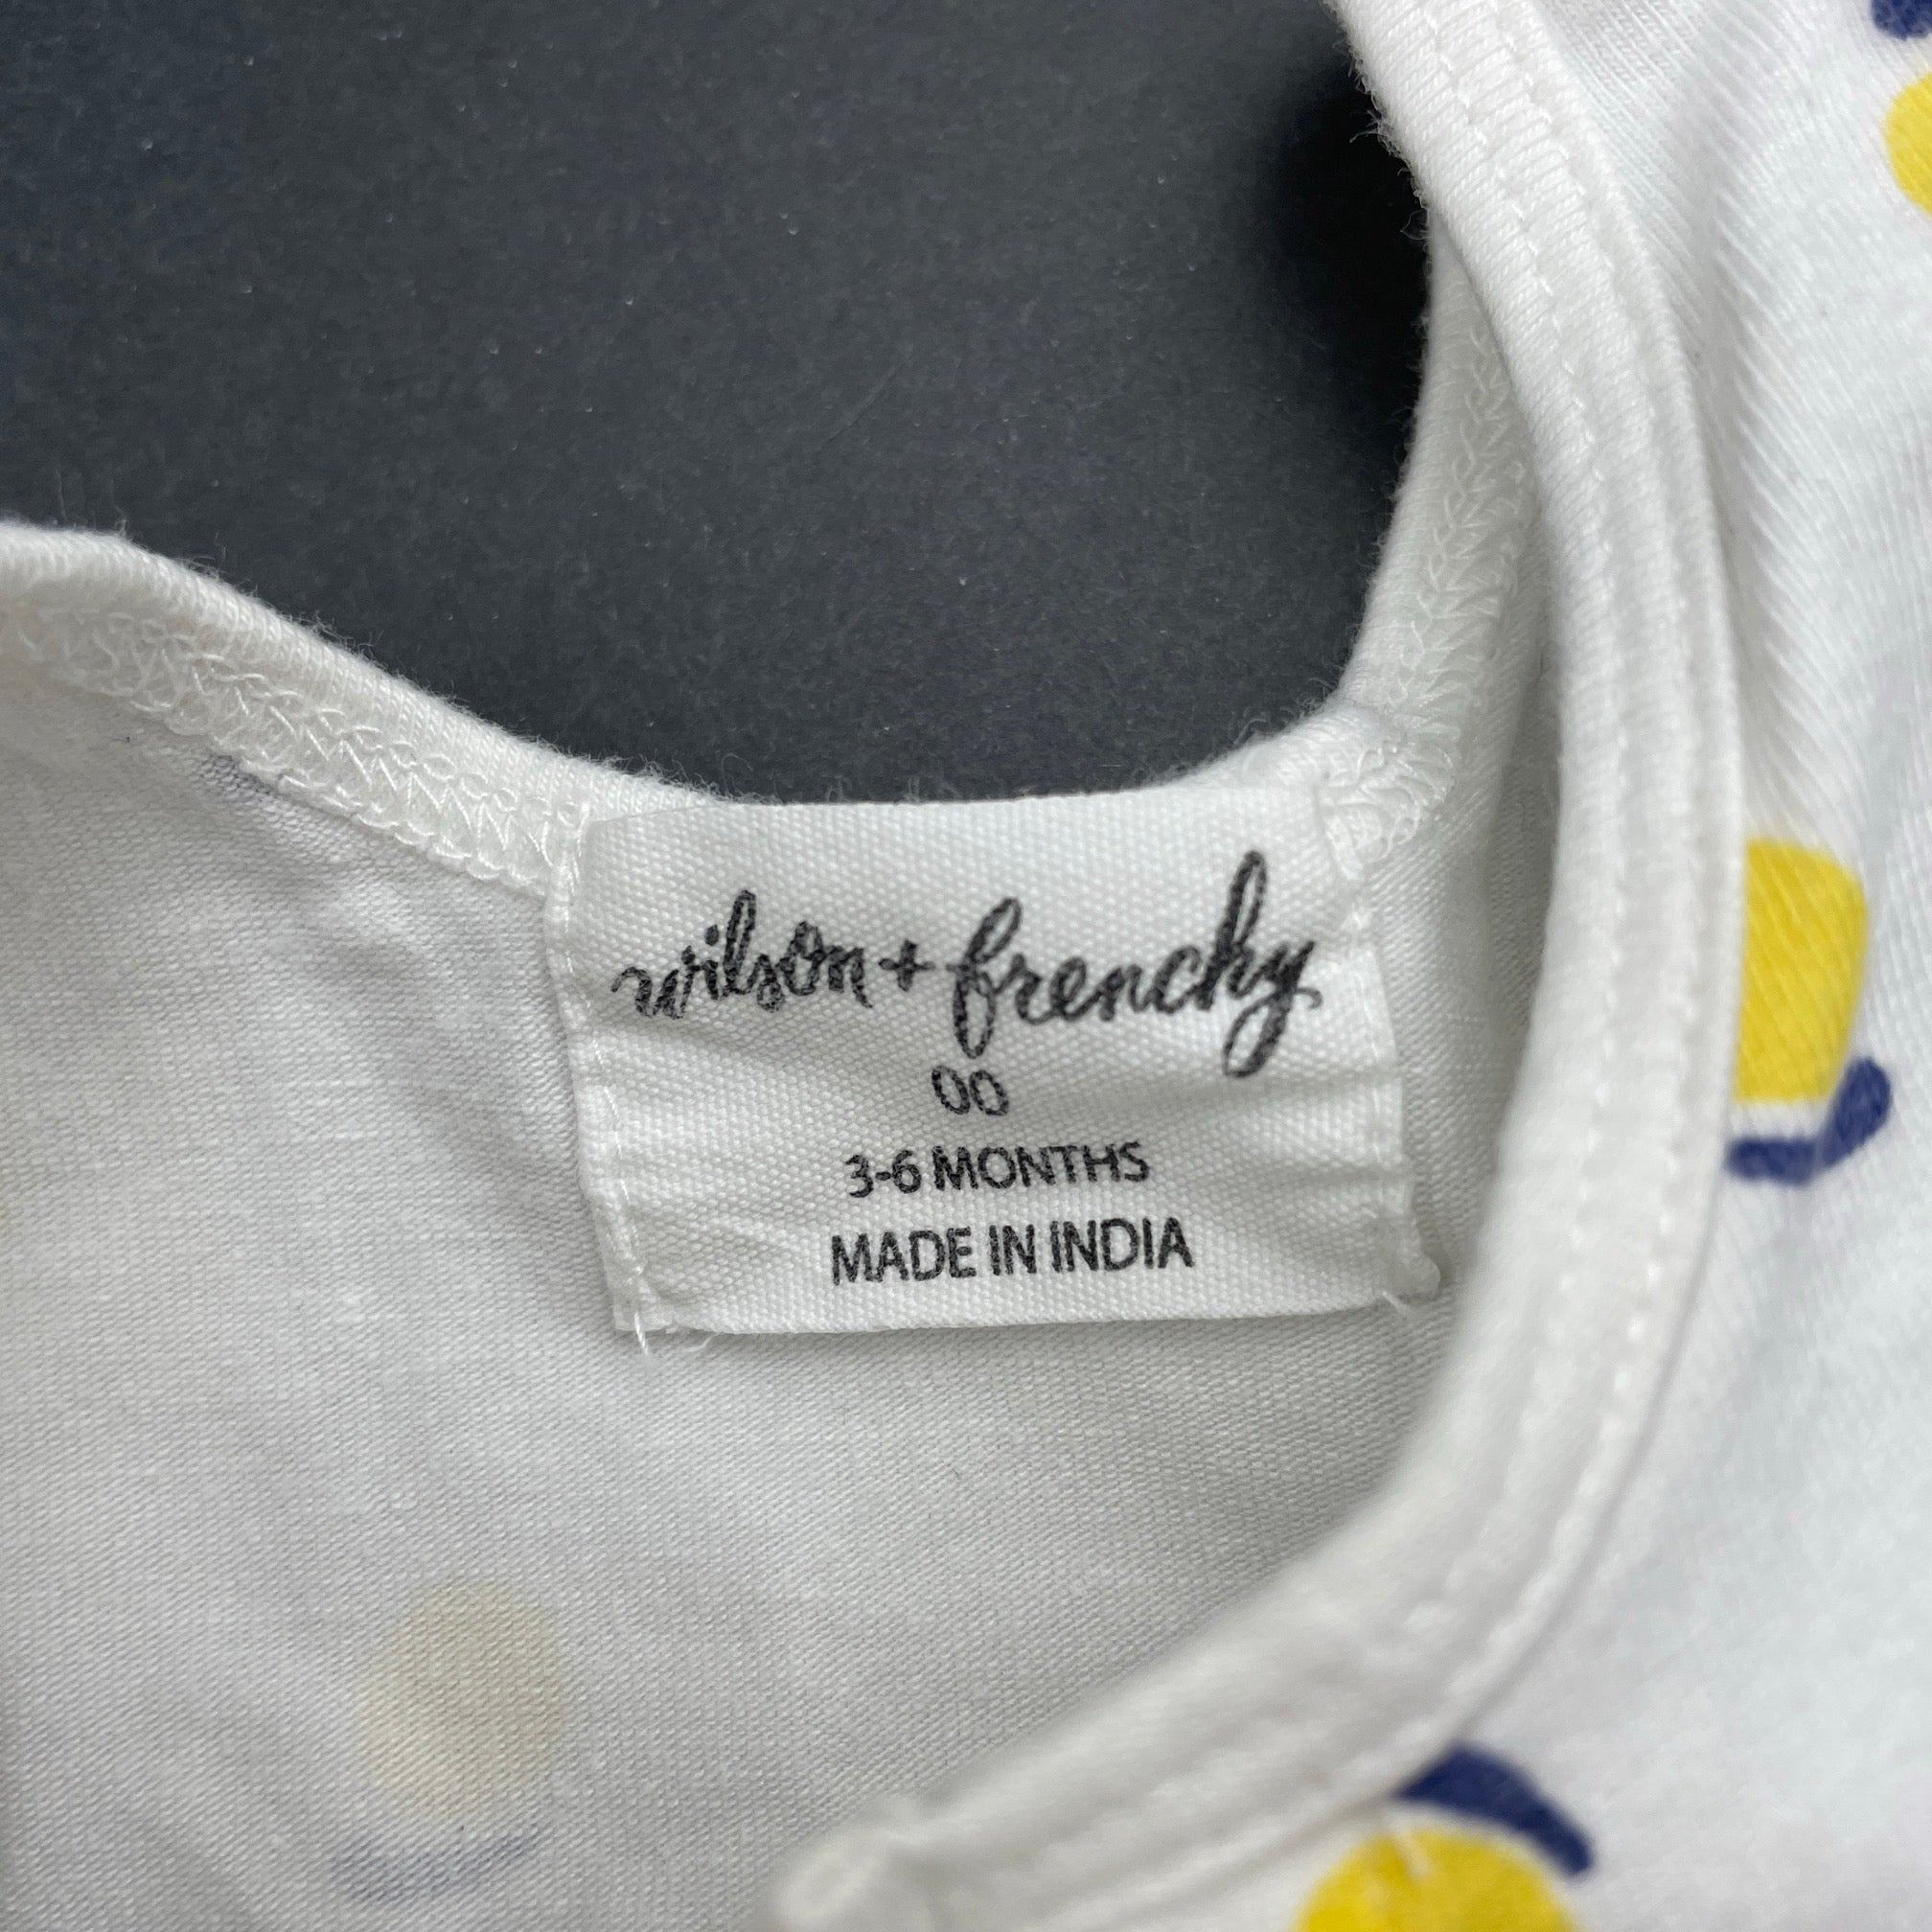 wilson + frenchy
00
3-6 MONTHS
MADE IN INDIA